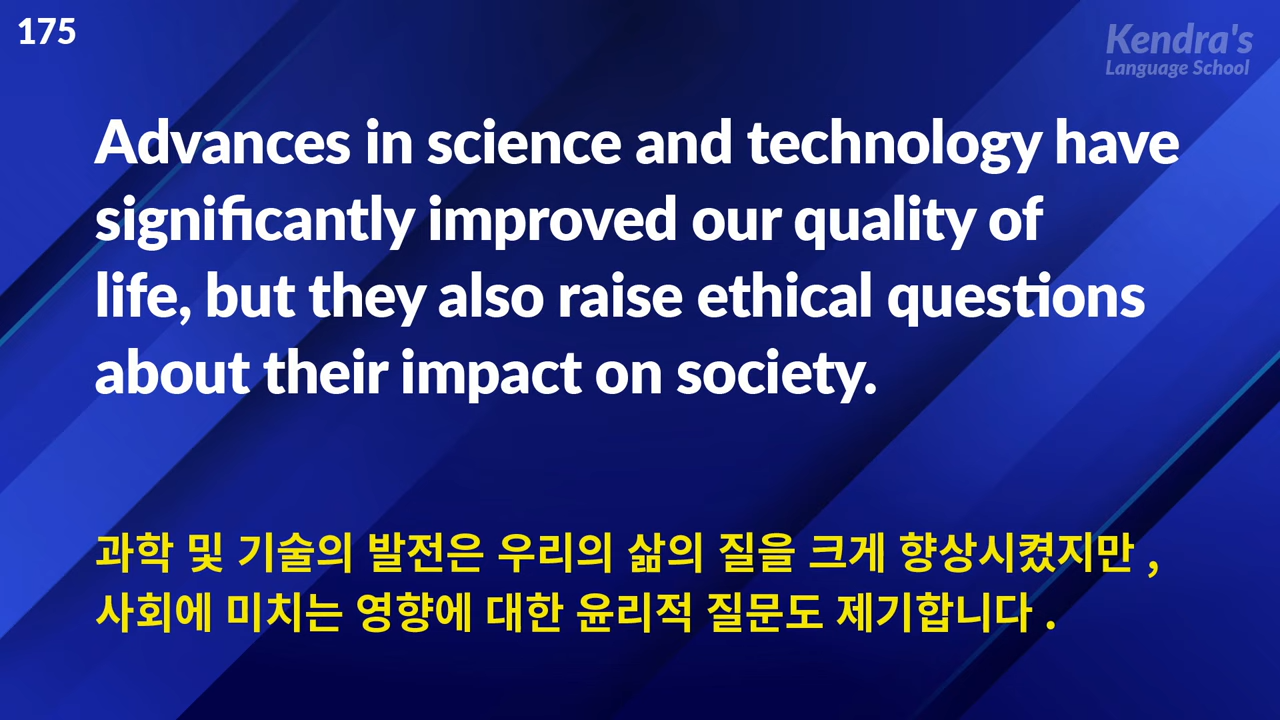 175
Kendra's
Language School
Advances in science and technology have
significantly improved our quality of
life, but they also raise ethical questions
about their impact on society.
과학 및 기술의 발전은 우리의 삶의 질을 크게 향상시켰지만 ,
사회에 미치는 영향에 대한 윤리적 질문도 제기합니다 .